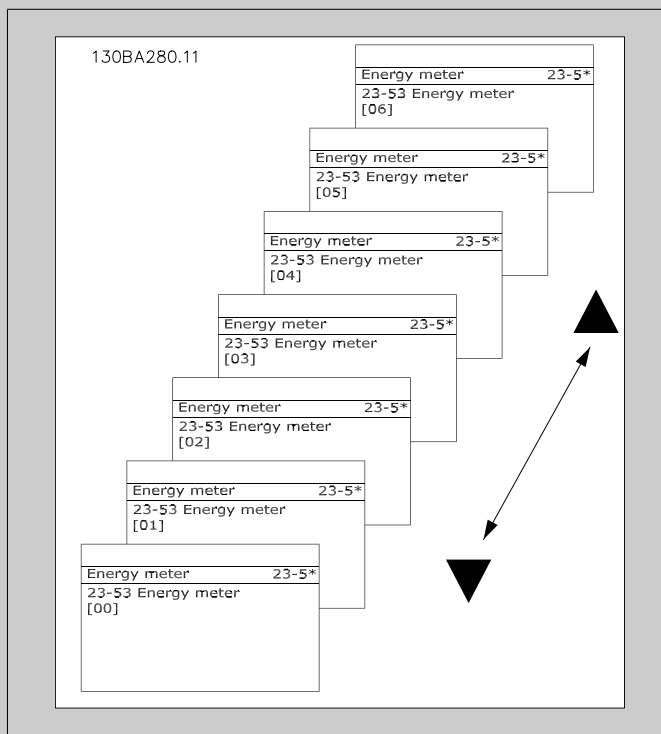 130BA280.11
Energy meter 23-5*
23-53 Energy meter
[06]
Energy meter 23-5*
23-53 Energy meter
[05]
Energy meter 23-5*
23-53 Energy meter
[04]
Energy meter 23-5*
23-53 Energy meter
[03]
Energy meter 23-5*
23-53 Energy meter
[02]
Energy meter 23-5*
23-53 Energy meter
[01]
Energy meter 23-5*
23-53 Energy meter
[00]